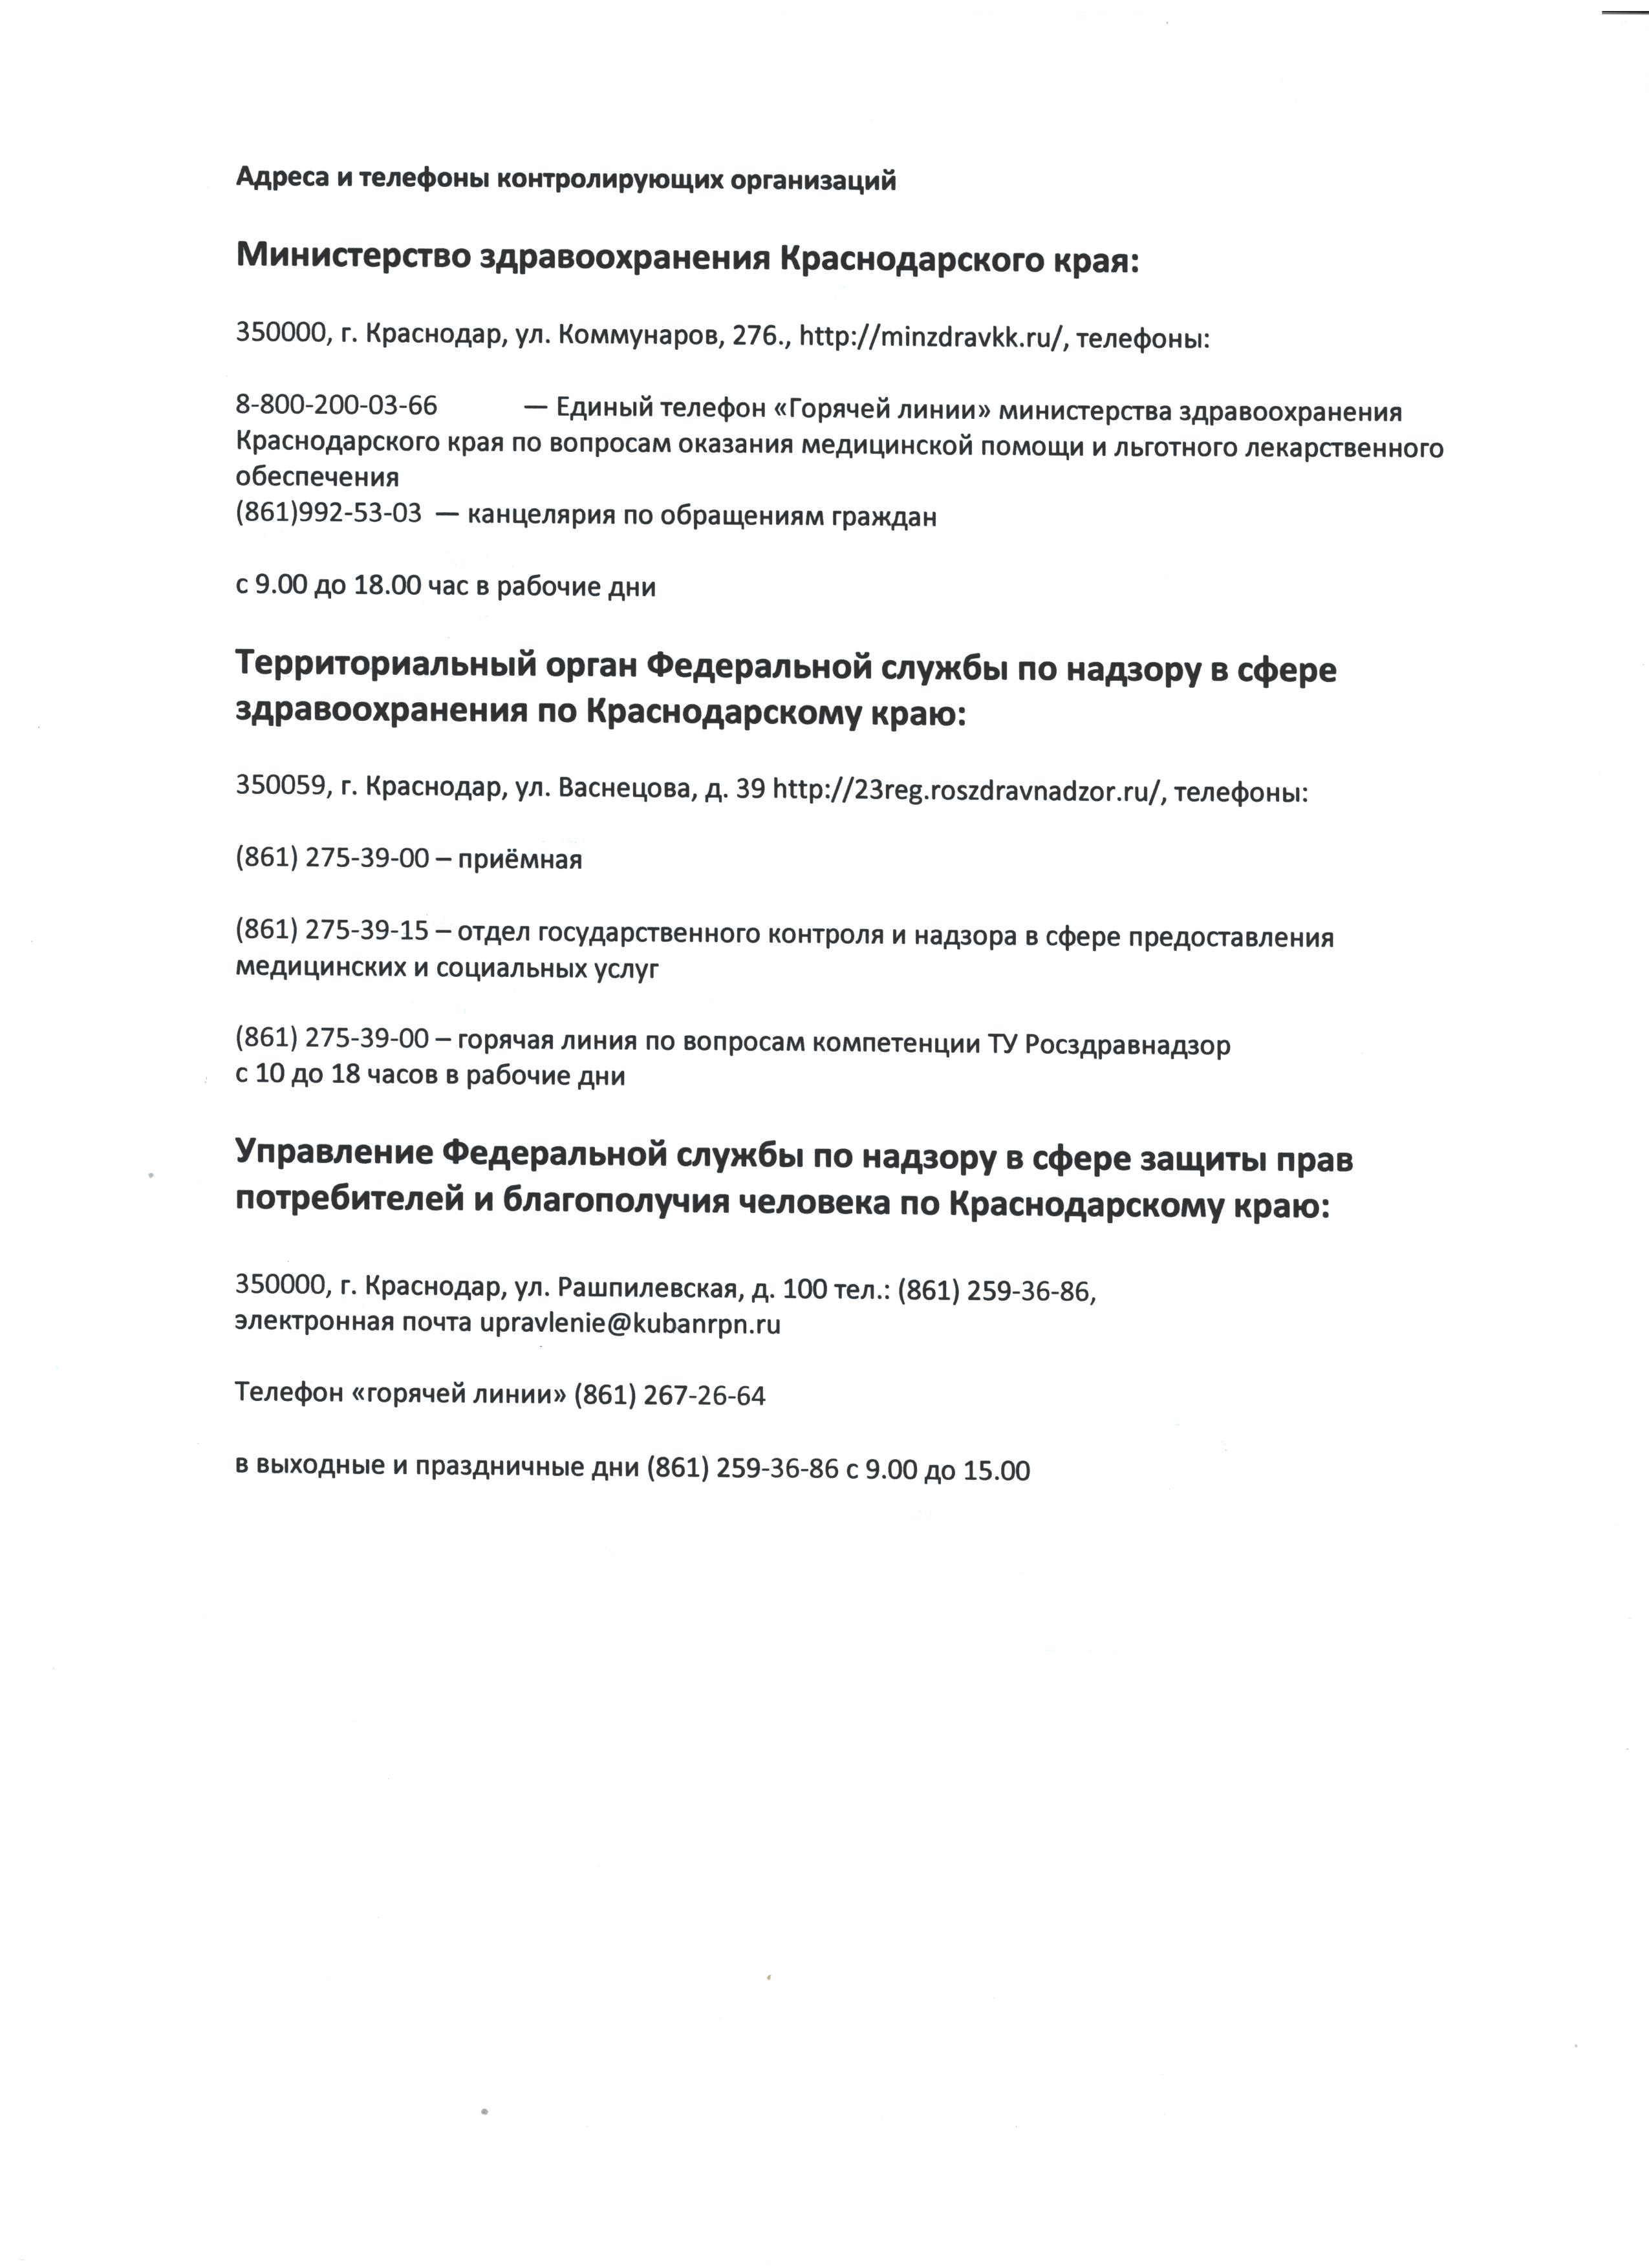 Адреса и телефоны контролирующих организаций
Министерство здравоохранения Краснодарского края:
350000, г. Краснодар, ул. Коммунаров, 276., http://minzdravkk.ru/, телефоны:
8-800-200-03-66 — Единый телефон «Горячей линии» министерства здравоохранения
Краснодарского края по вопросам оказания медицинской помощи и льготного лекарственного
обеспечения
(861)992-53-03 — канцелярия по обращениям граждан
с 9.00 до 18.00 час в рабочие дни
Территориальный орган Федеральной службы по надзору в сфере
здравоохранения по Краснодарскому краю:
350059, г. Краснодар, ул. Васнецова, д. 39 http://23reg.roszdravnadzor.ru/, телефоны:
(861) 275-39-00 – приёмная
(861) 275-39-15 – отдел государственного контроля и надзора в сфере предоставления
медицинских и социальных услуг
(861) 275-39-00 – горячая линия по вопросам компетенции ТУ Росздравнадзор
с 10 до 18 часов в рабочие дни
Управление Федеральной службы по надзору в сфере защиты прав
потребителей и благополучия человека по Краснодарскому краю:
350000, г. Краснодар, ул. Рашпилевская, д. 100 тел.: (861) 259-36-86,
электронная почта upravlenie@kubanrpn.ru
Телефон «горячей линии» (861) 267-26-64
в выходные и праздничные дни (861) 259-36-86 с 9.00 до 15.00